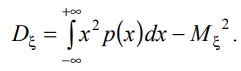 D_ξ = ∫_{-∞}^{+∞} x² p(x)dx − M_ξ².